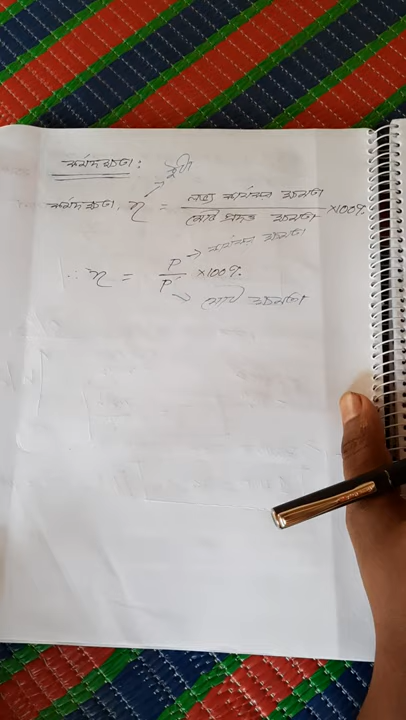 কর্মদক্ষতা :
ইটা
কর্মদক্ষতা, η = লভ্য কার্যকর ক্ষমতা / মোট প্রদত্ত ক্ষমতা ×100%
→ কার্যকর ক্ষমতা
∴ η = P / P' ×100%
→ মোট ক্ষমতা